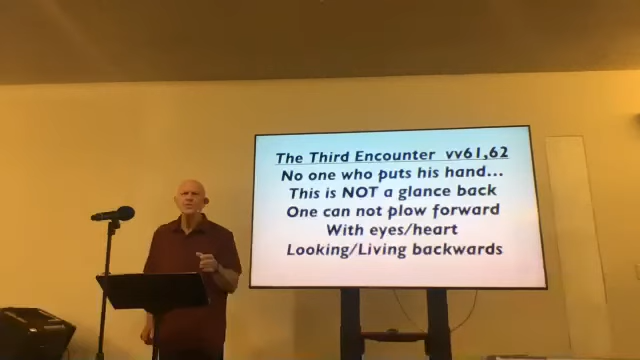 The Third Encounter vv61,62
No one who puts his hand...
This is NOT a glance back
One can not plow forward
With eyes/heart
Looking/Living backwards